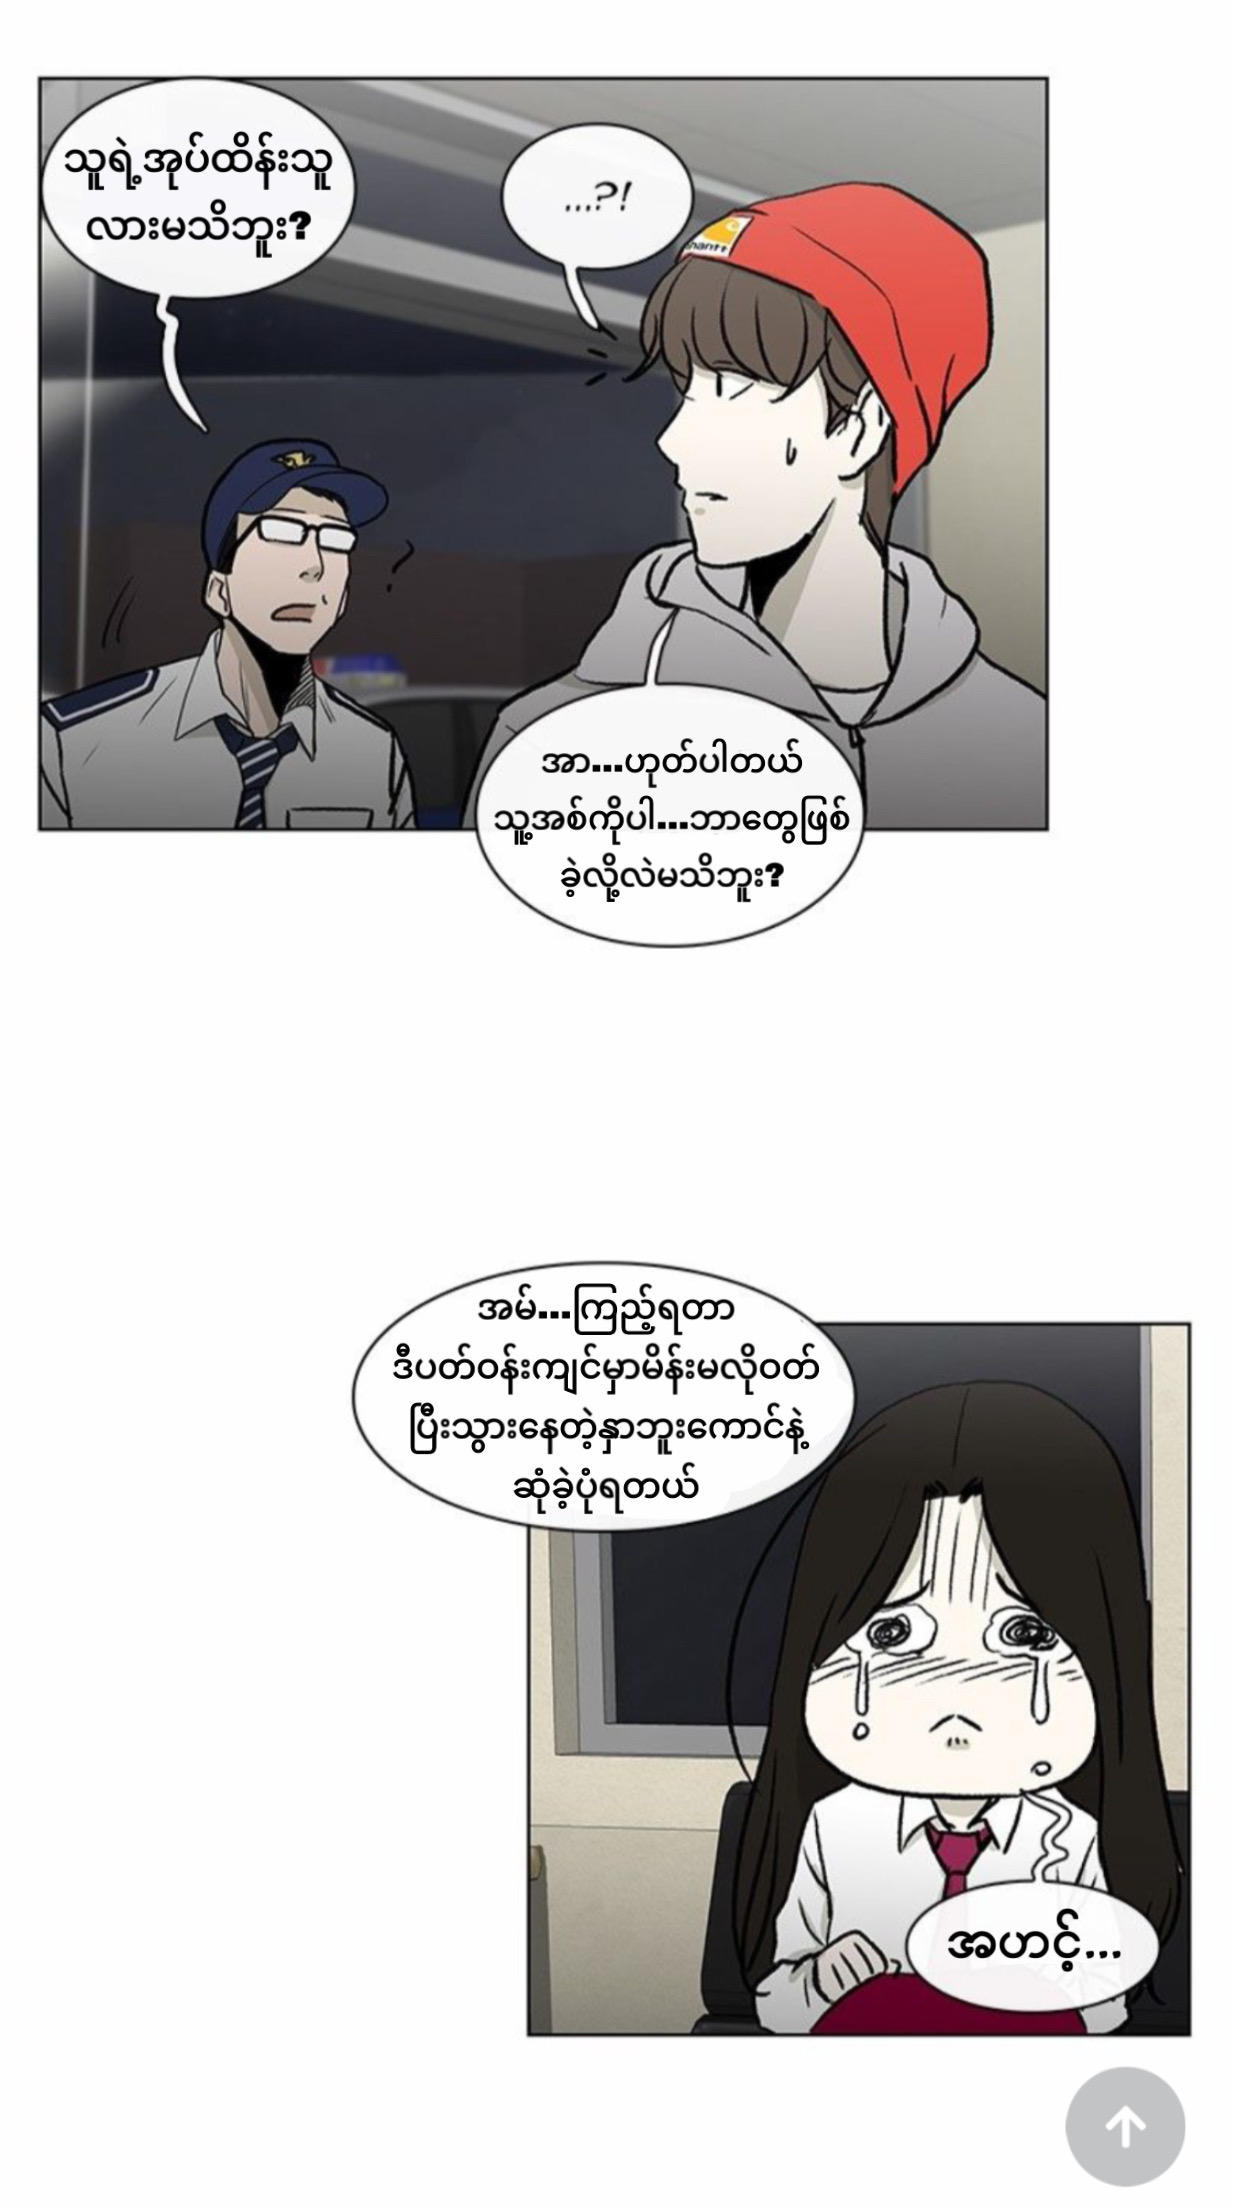 သူရဲ့အုပ်ထိန်းသူ
လားမသိဘူး?
...?!
hartt
အာ...ဟုတ်ပါတယ်
သူ့အစ်ကိုပါ...ဘာတွေဖြစ်
ခဲ့လို့လဲမသိဘူး?
အမ်...ကြည့်ရတာ
ဒီပတ်ဝန်းကျင်မှာမိန်းမလိုဝတ်
ပြီးသွားနေတဲ့နှာဘူးကောင်နဲ့
ဆုံခဲ့ပုံရတယ်
အဟင့်...